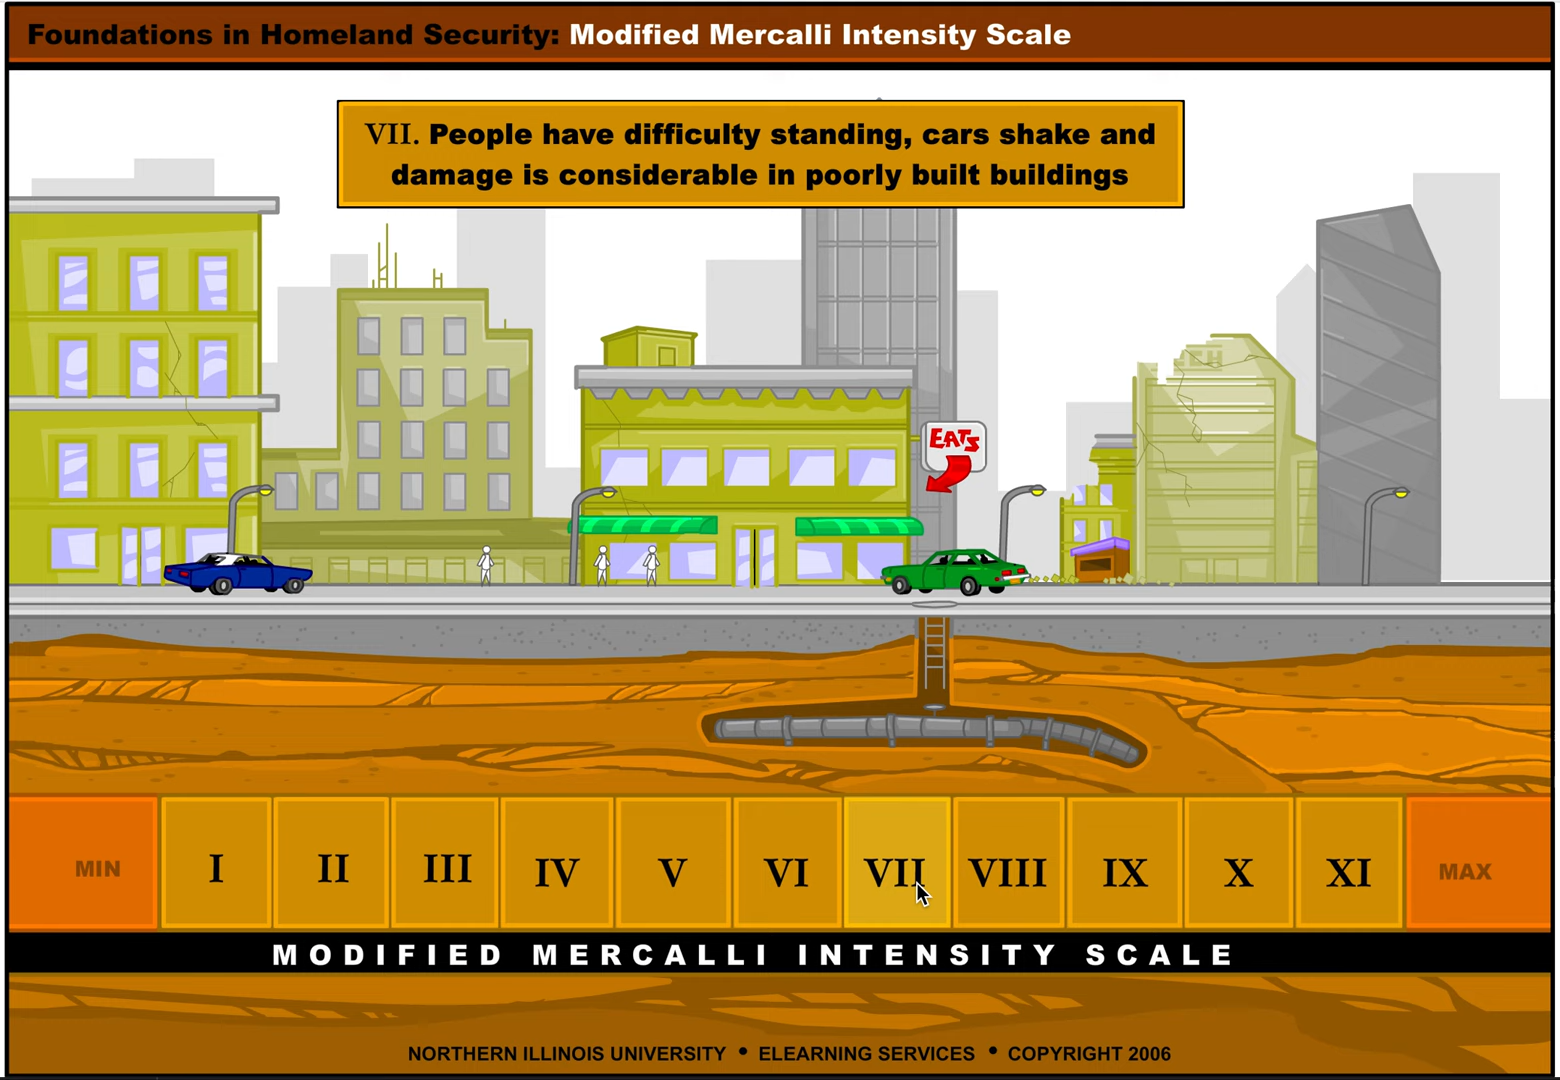 Foundations in Homeland Security: Modified Mercalli Intensity Scale
VII. People have difficulty standing, cars shake and
damage is considerable in poorly built buildings
EATS
MIN I II III IV V VI VII VIII IX X XI MAX
MODIFIED MERCALLI INTENSITY SCALE
NORTHERN ILLINOIS UNIVERSITY • ELEARNING SERVICES • COPYRIGHT 2006